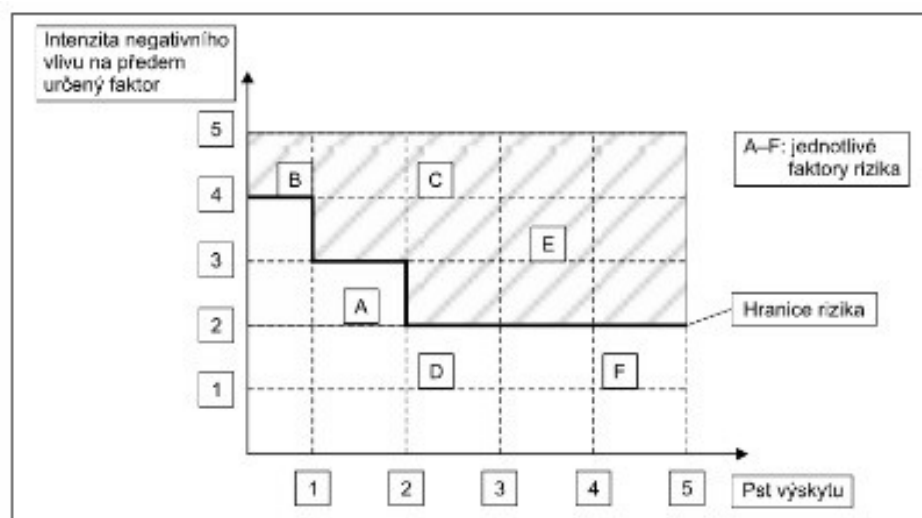 Intenzita negativního
vlivu na předem
určený faktor
5
4
3
2
1
B
C
E
A
D
F
A–F: jednotlivé
faktory rizika
Hranice rizika
1
2
3
4
5
Pst výskytu